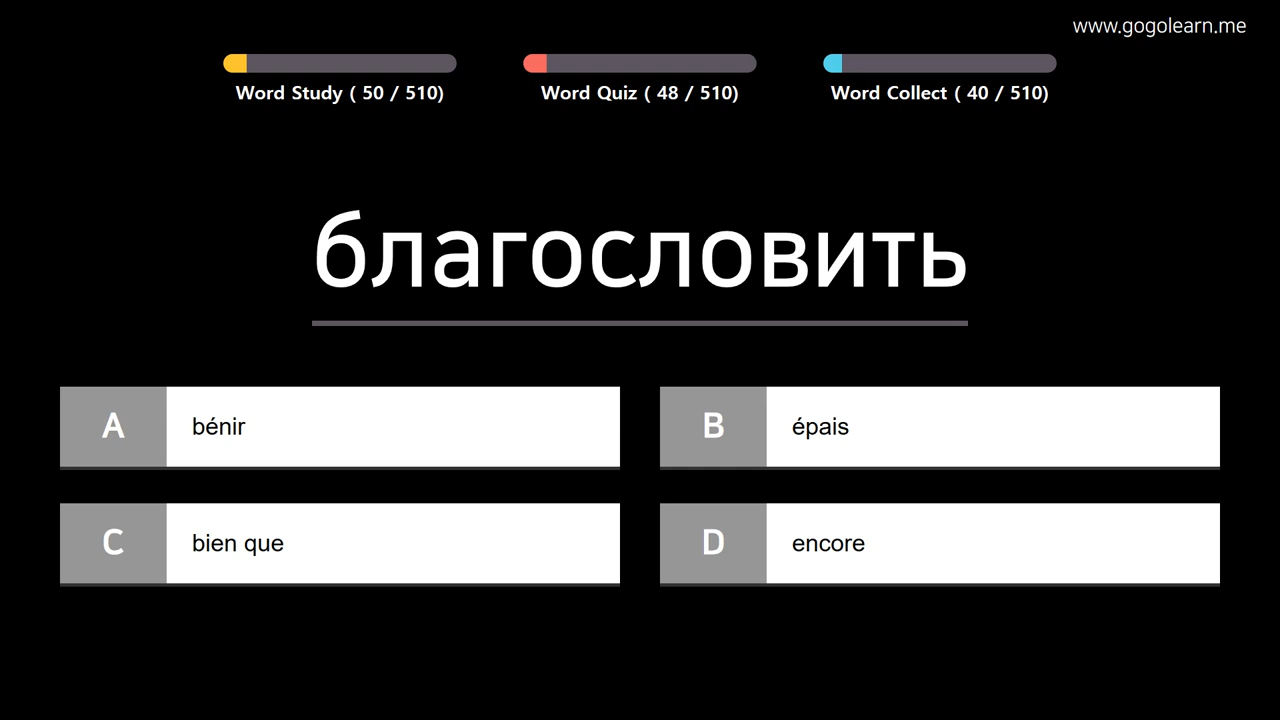 www.gogolearn.me
Word Study ( 50 / 510)
Word Quiz ( 48 / 510)
Word Collect ( 40 / 510)
благословить
A bénir
B épais
C bien que
D encore